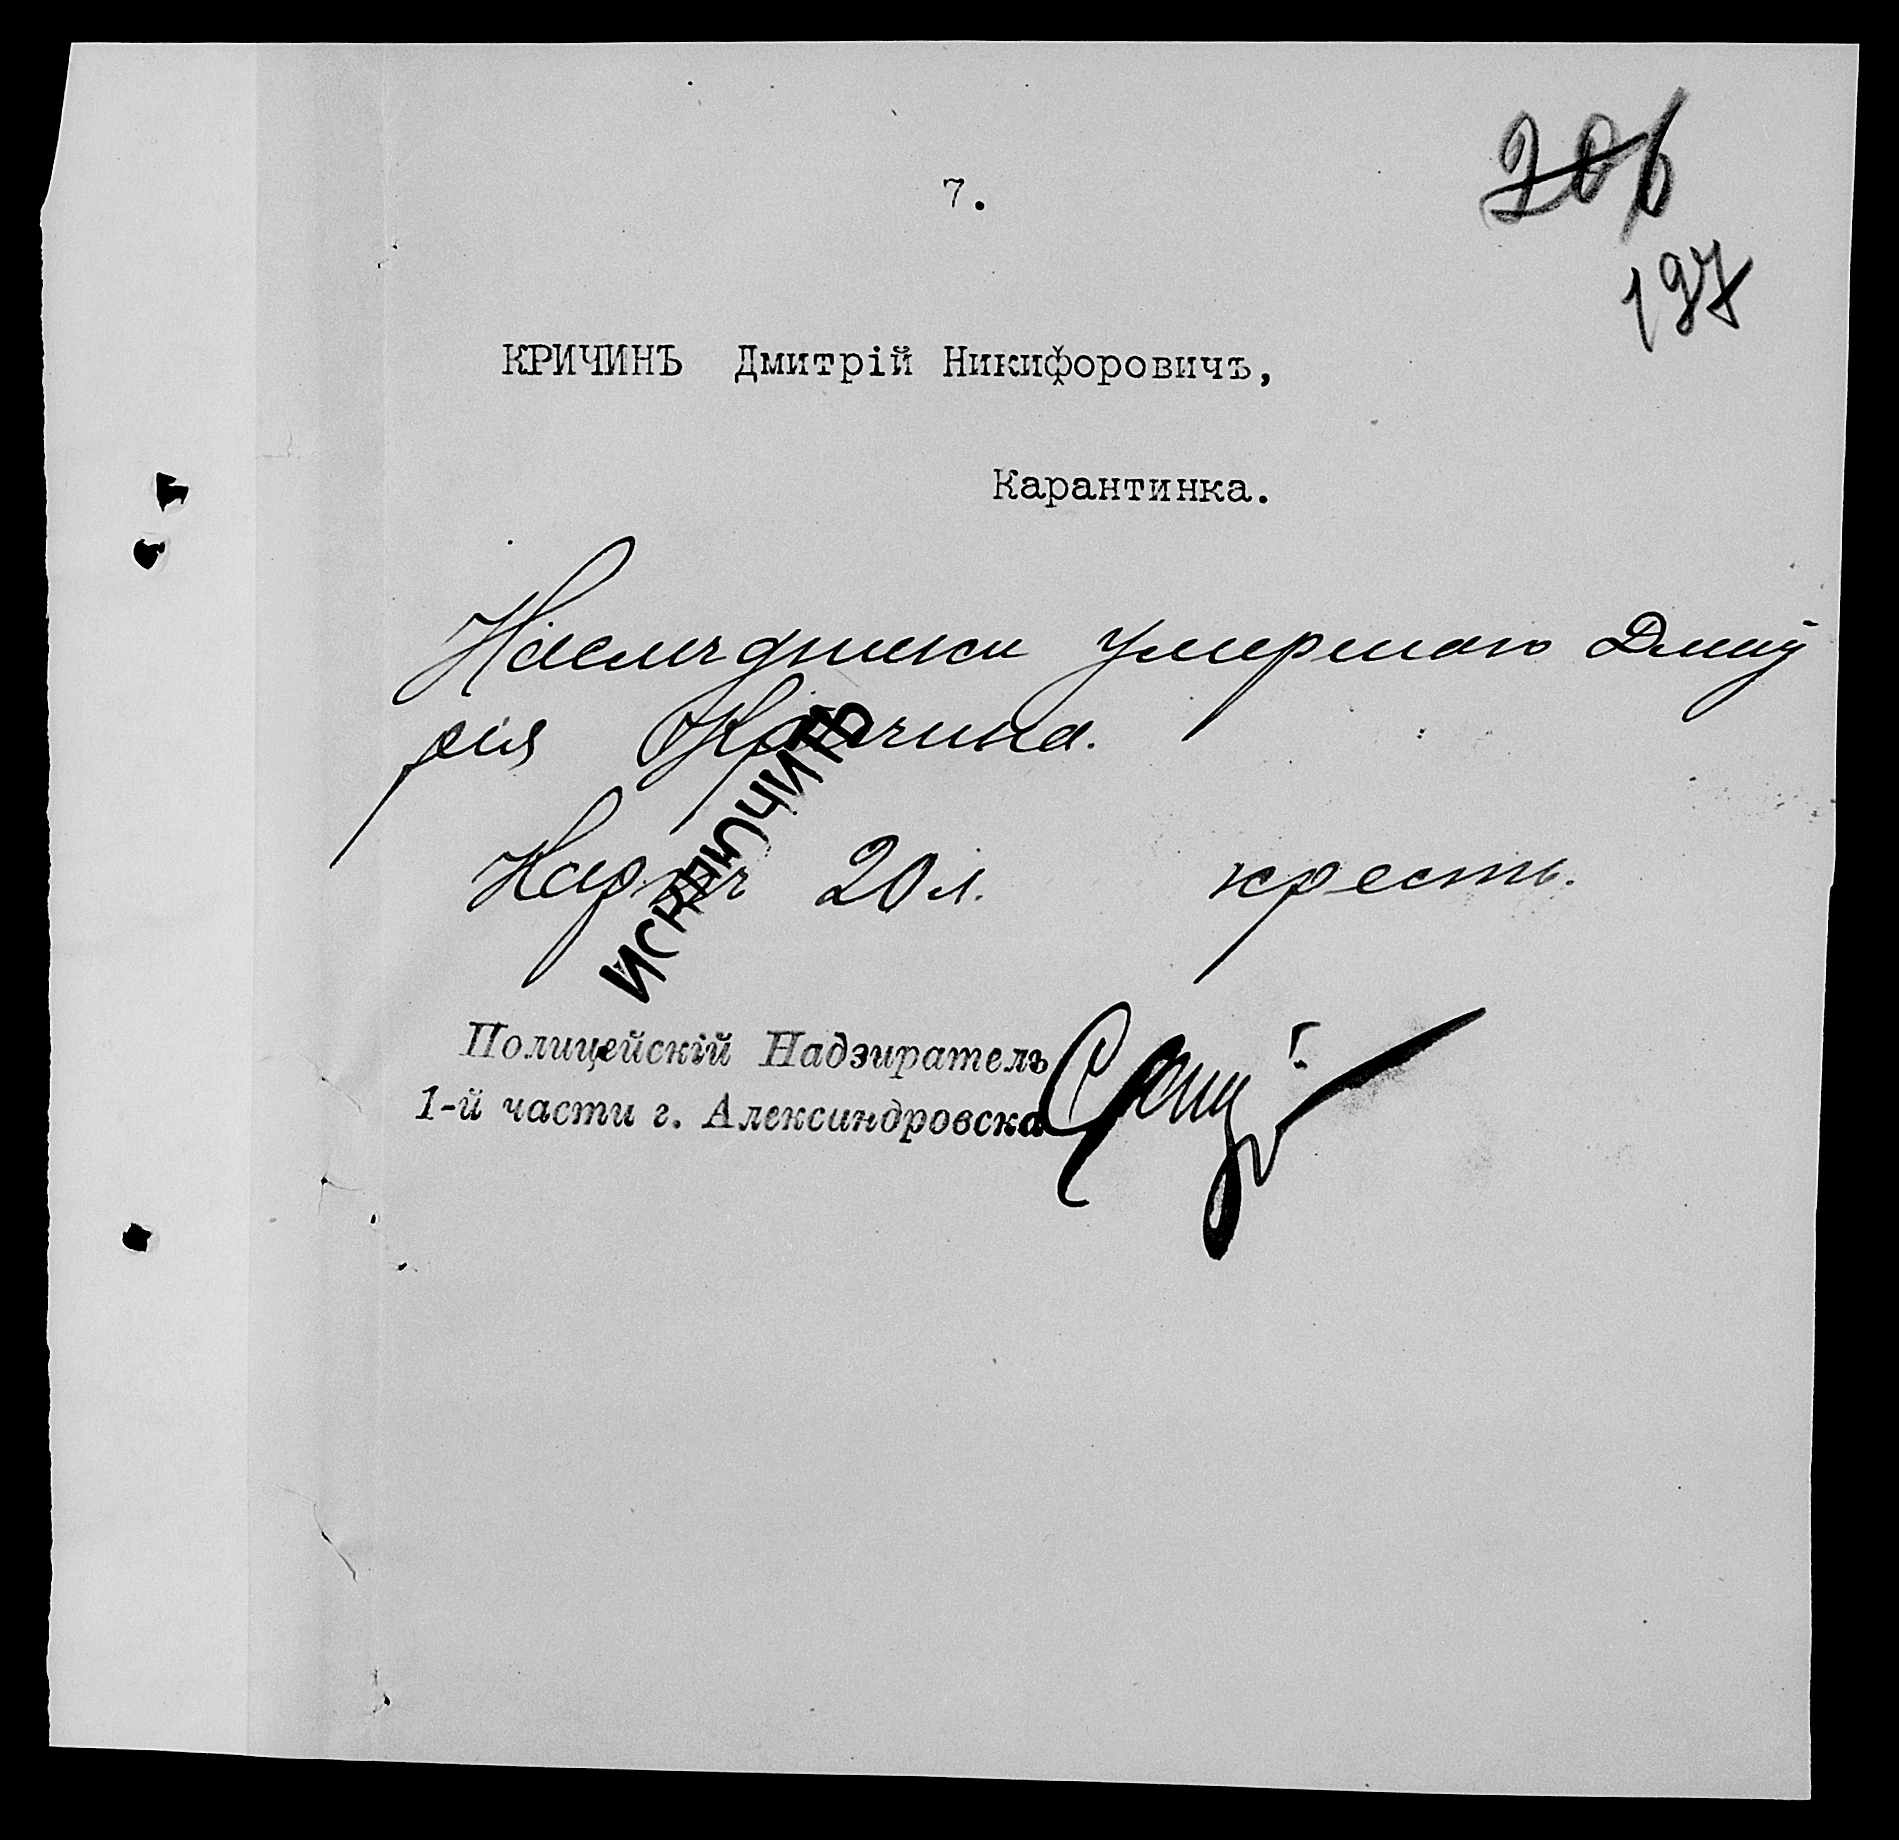 206
197
7.
КРИЧИНЪ Дмитрій Никифоровичъ,
Карантинка.
Наслѣдники умершаго Дмит
рія Кричина.
ИСКЛЮЧИТЬ
20 л. крестъ.
Полицейскій Надзиратель
1-й части г. Александровска